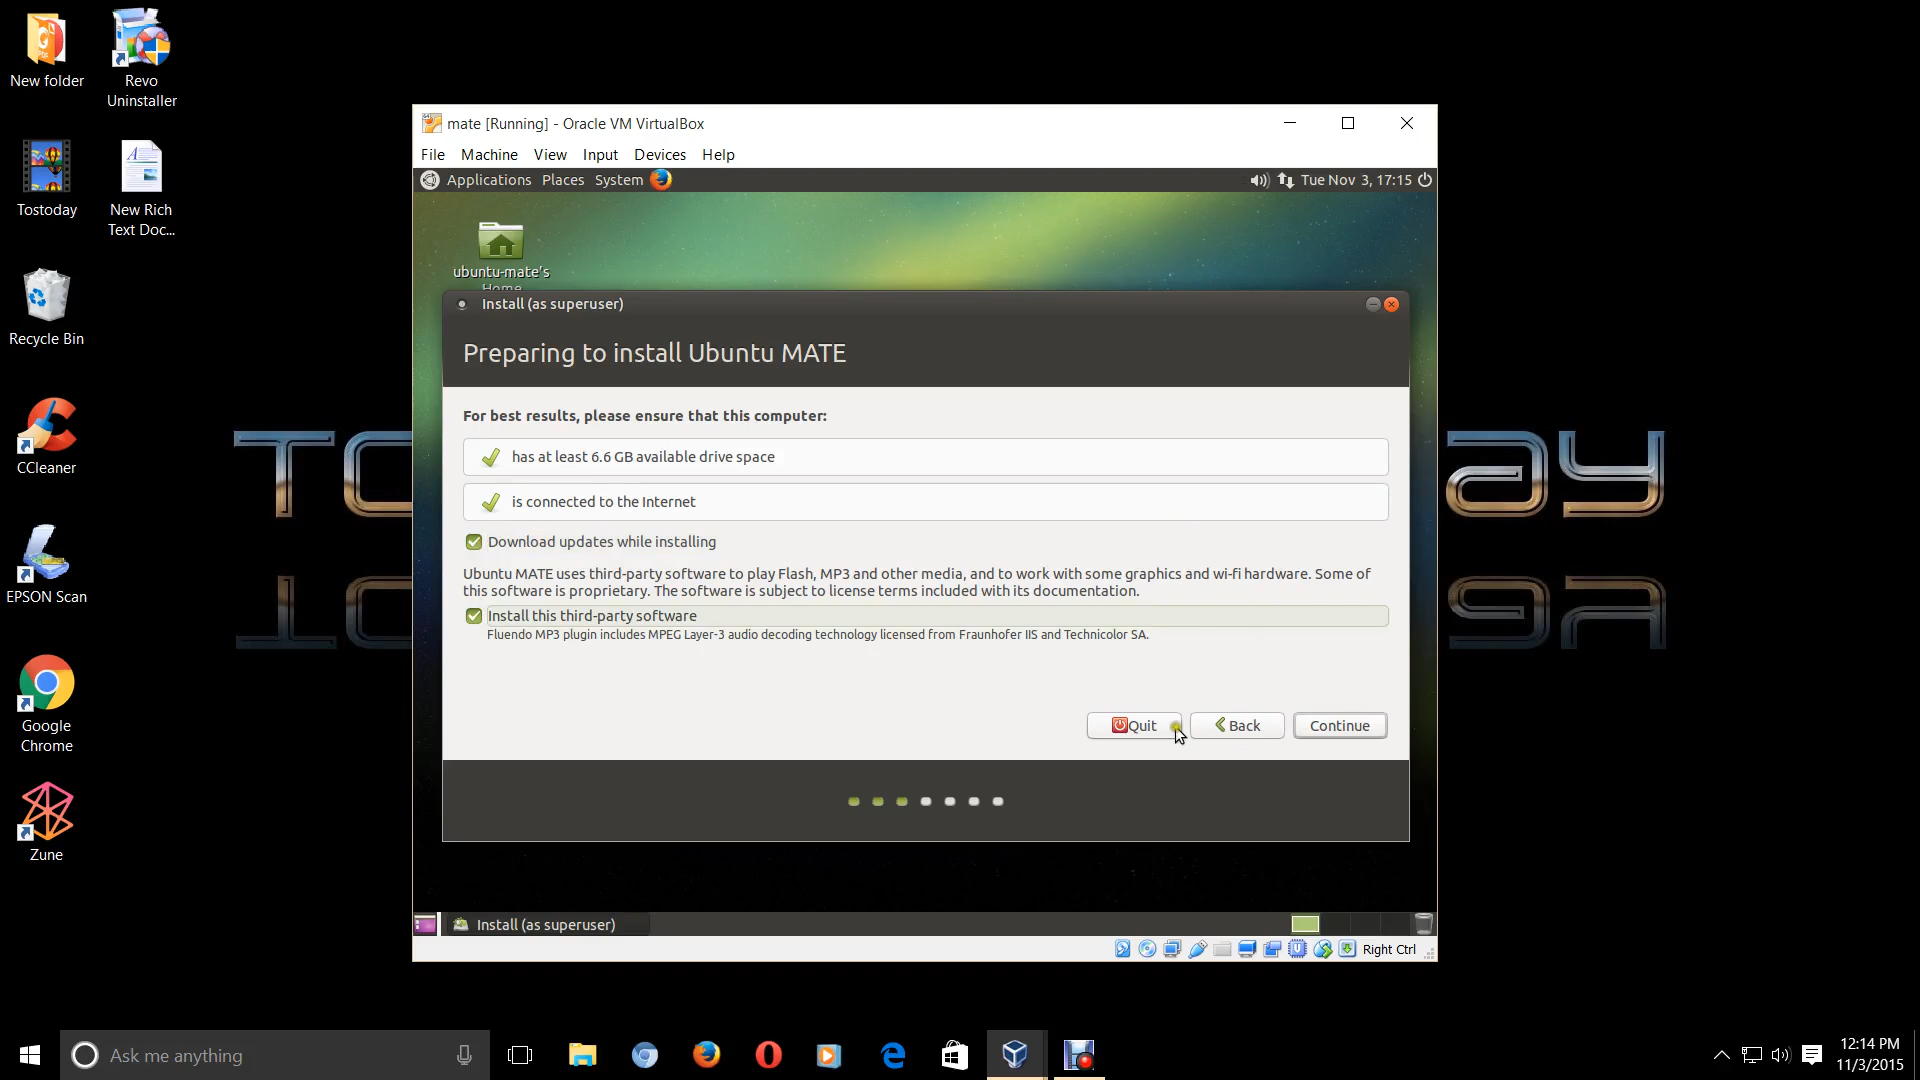 New folder
Revo
Uninstaller
Tostoday
New Rich
Text Doc...
Recycle Bin
CCleaner
EPSON Scan
Google
Chrome
Zune
mate [Running] - Oracle VM VirtualBox
File Machine View Input Devices Help
Applications Places System
Tue Nov 3, 17:15
ubuntu-mate's
Home
Install (as superuser)
Preparing to install Ubuntu MATE
For best results, please ensure that this computer:
has at least 6.6 GB available drive space
is connected to the Internet
Download updates while installing
Ubuntu MATE uses third-party software to play Flash, MP3 and other media, and to work with some graphics and wi-fi hardware. Some of
this software is proprietary. The software is subject to license terms included with its documentation.
Install this third-party software
Fluendo MP3 plugin includes MPEG Layer-3 audio decoding technology licensed from Fraunhofer IIS and Technicolor SA.
Quit Back Continue
Install (as superuser)
Right Ctrl
Ask me anything
12:14 PM
11/3/2015